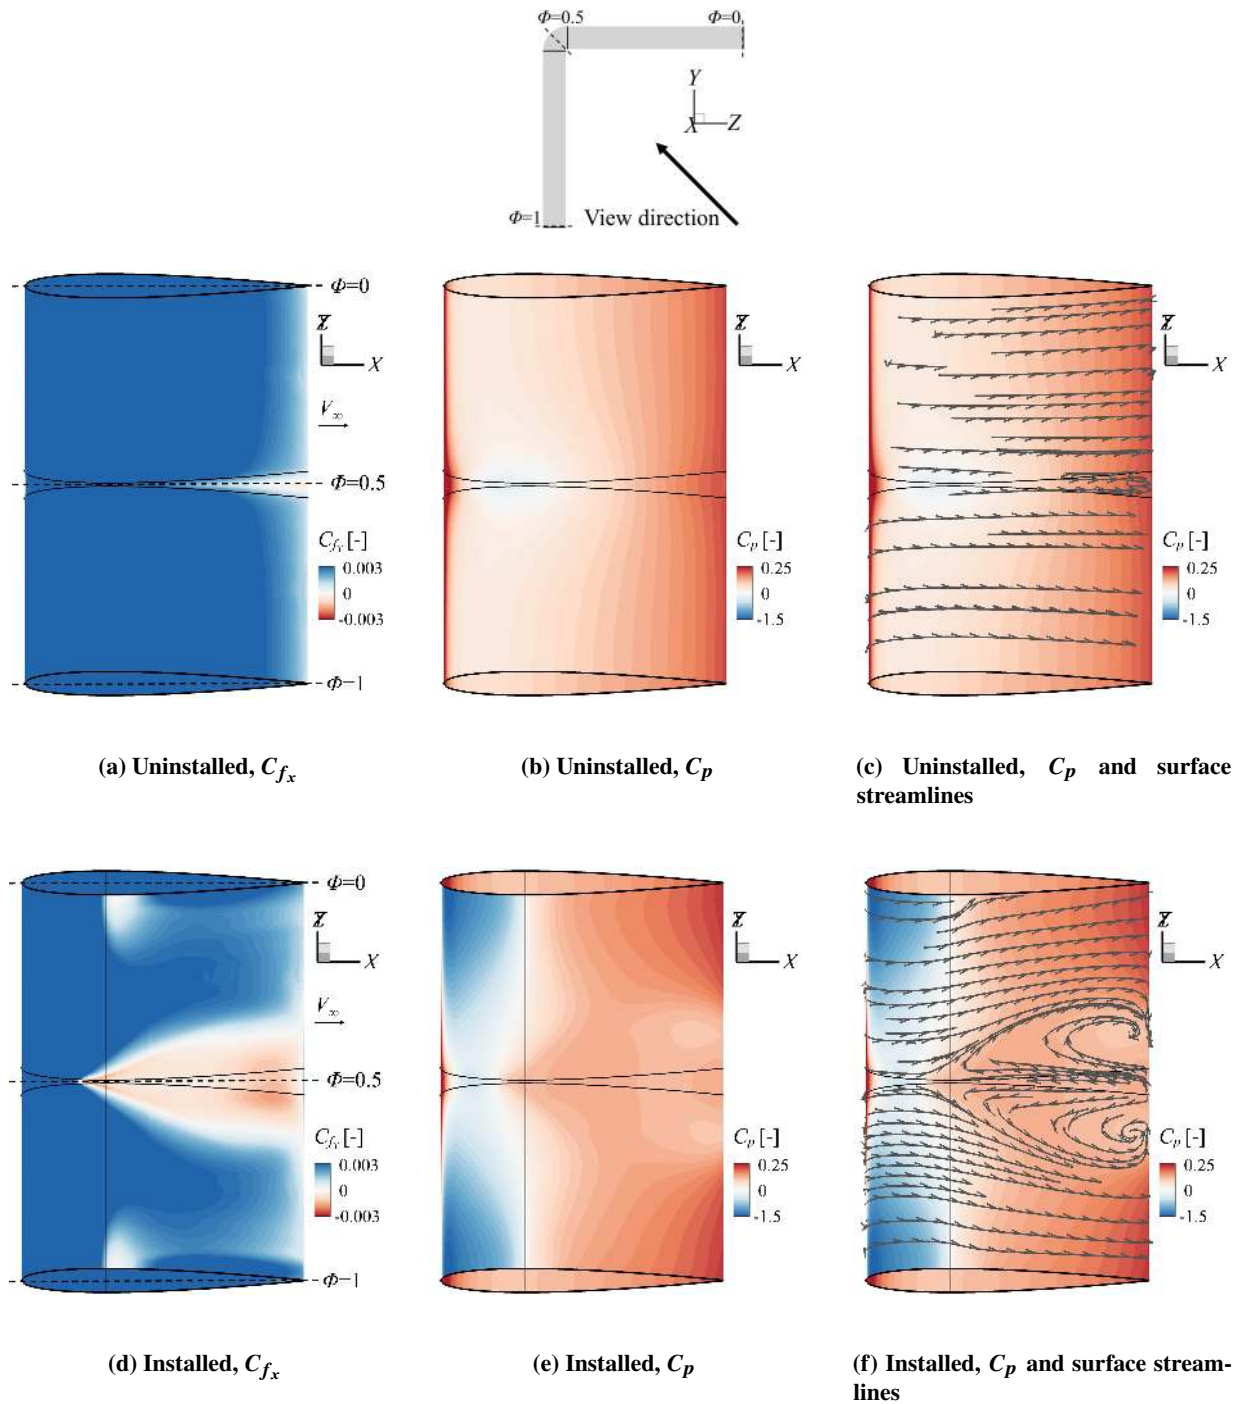 Φ=0.5 Φ=0
Y
X Z
Φ=1 View direction
Φ=0
Z
X
V∞
Φ=0.5
Cfx [-]
0.003
0
-0.003
Φ=1
Z
X
Cp [-]
0.25
0
-1.5
Z
X
Cp [-]
0.25
0
-1.5
(a) Uninstalled, Cfx
(b) Uninstalled, Cp
(c) Uninstalled, Cp and surface
streamlines
Φ=0
Z
X
V∞
Φ=0.5
Cfx [-]
0.003
0
-0.003
Φ=1
Z
X
Cp [-]
0.25
0
-1.5
Z
X
Cp [-]
0.25
0
-1.5
(d) Installed, Cfx
(e) Installed, Cp
(f) Installed, Cp and surface stream-
lines